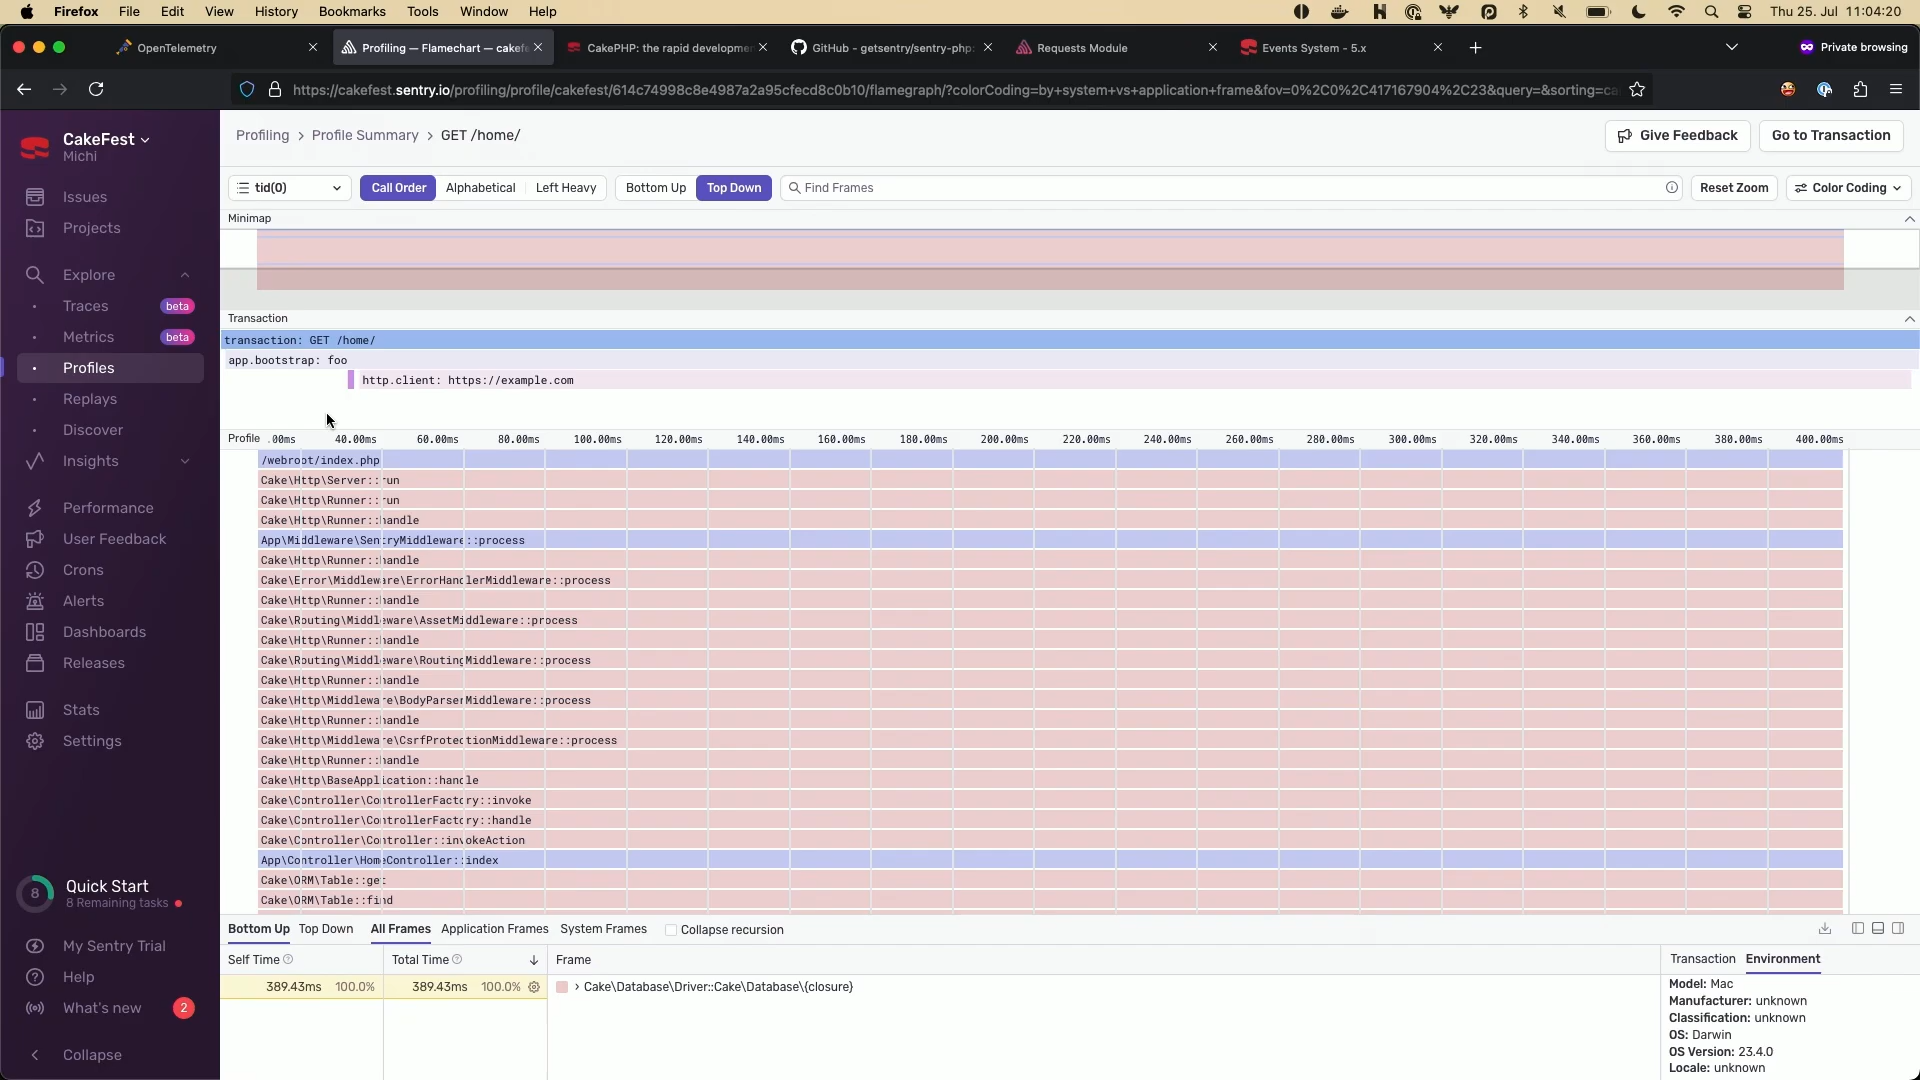 Firefox File Edit View History Bookmarks Tools Window Help Thu 25. Jul 11:04:20
OpenTelemetry Profiling — Flamechart — cakefe CakePHP: the rapid developmen GitHub - getsentry/sentry-php: Requests Module Events System - 5.x Private browsing
https://cakefest.sentry.io/profiling/profile/cakefest/614c74998c8e4987a2a95cfecd8c0b10/flamegraph/?colorCoding=by+system+vs+application+frame&fov=0%2C0%2C417167904%2C23&query=&sorting=ca
CakeFest
Michi
Issues
Projects
Explore
Traces beta
Metrics beta
Profiles
Replays
Discover
Insights
Performance
User Feedback
Crons
Alerts
Dashboards
Releases
Stats
Settings
8 Quick Start
8 Remaining tasks
My Sentry Trial
Help
What's new 2
Collapse
Profiling > Profile Summary > GET /home/ Give Feedback Go to Transaction
tid(0) Call Order Alphabetical Left Heavy Bottom Up Top Down Find Frames Reset Zoom Color Coding
Minimap
Transaction
transaction: GET /home/
app.bootstrap: foo
http.client: https://example.com
Profile .00ms 40.00ms 60.00ms 80.00ms 100.00ms 120.00ms 140.00ms 160.00ms 180.00ms 200.00ms 220.00ms 240.00ms 260.00ms 280.00ms 300.00ms 320.00ms 340.00ms 360.00ms 380.00ms 400.00ms
/webroot/index.php
Cake\Http\Server::run
Cake\Http\Runner::run
Cake\Http\Runner::handle
App\Middleware\SentryMiddleware::process
Cake\Http\Runner::handle
Cake\Error\Middleware\ErrorHandlerMiddleware::process
Cake\Http\Runner::handle
Cake\Routing\Middleware\AssetMiddleware::process
Cake\Http\Runner::handle
Cake\Routing\Middleware\RoutingMiddleware::process
Cake\Http\Runner::handle
Cake\Http\Middleware\BodyParserMiddleware::process
Cake\Http\Runner::handle
Cake\Http\Middleware\CsrfProtectionMiddleware::process
Cake\Http\Runner::handle
Cake\Http\BaseApplication::handle
Cake\Controller\ControllerFactory::invoke
Cake\Controller\ControllerFactory::handle
Cake\Controller\Controller::invokeAction
App\Controller\HomeController::index
Cake\ORM\Table::get
Cake\ORM\Table::find
Bottom Up Top Down All Frames Application Frames System Frames Collapse recursion
Self Time Total Time Frame
389.43ms 100.0% 389.43ms 100.0% Cake\Database\Driver::Cake\Database\{closure}
Transaction Environment
Model: Mac
Manufacturer: unknown
Classification: unknown
OS: Darwin
OS Version: 23.4.0
Locale: unknown